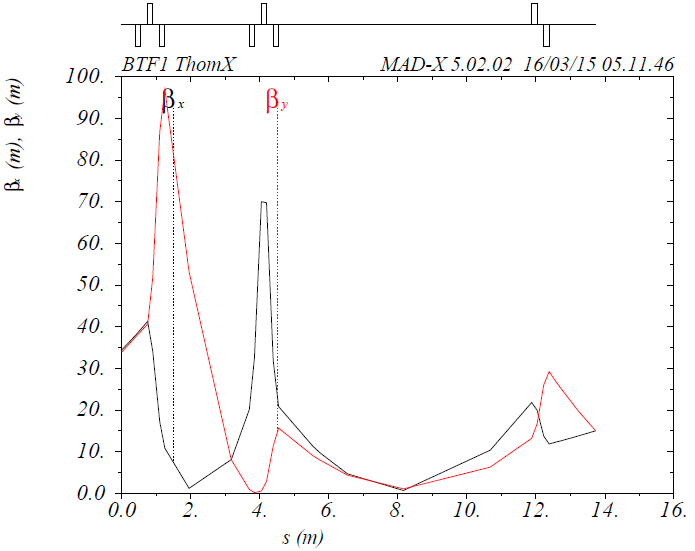 BTF1 ThomX MAD-X 5.02.02 16/03/15 05.11.46
βx (m), βy (m)
100.
90.
80.
70.
60.
50.
40.
30.
20.
10.
0.0
βx βy
0.0 2. 4. 6. 8. 10. 12. 14. 16.
s (m)